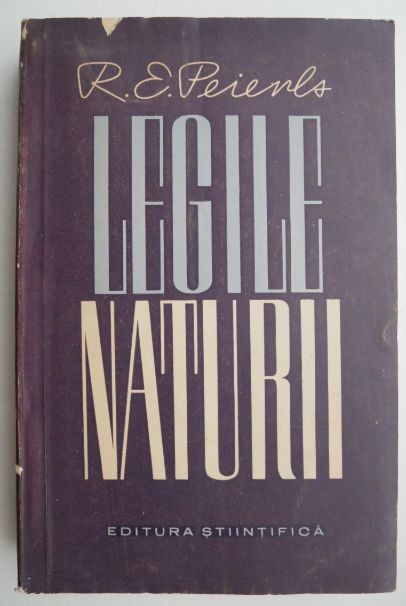 R.E.Peierls
LEGILE
NATURII
EDITURA ȘTIINȚIFICĂ